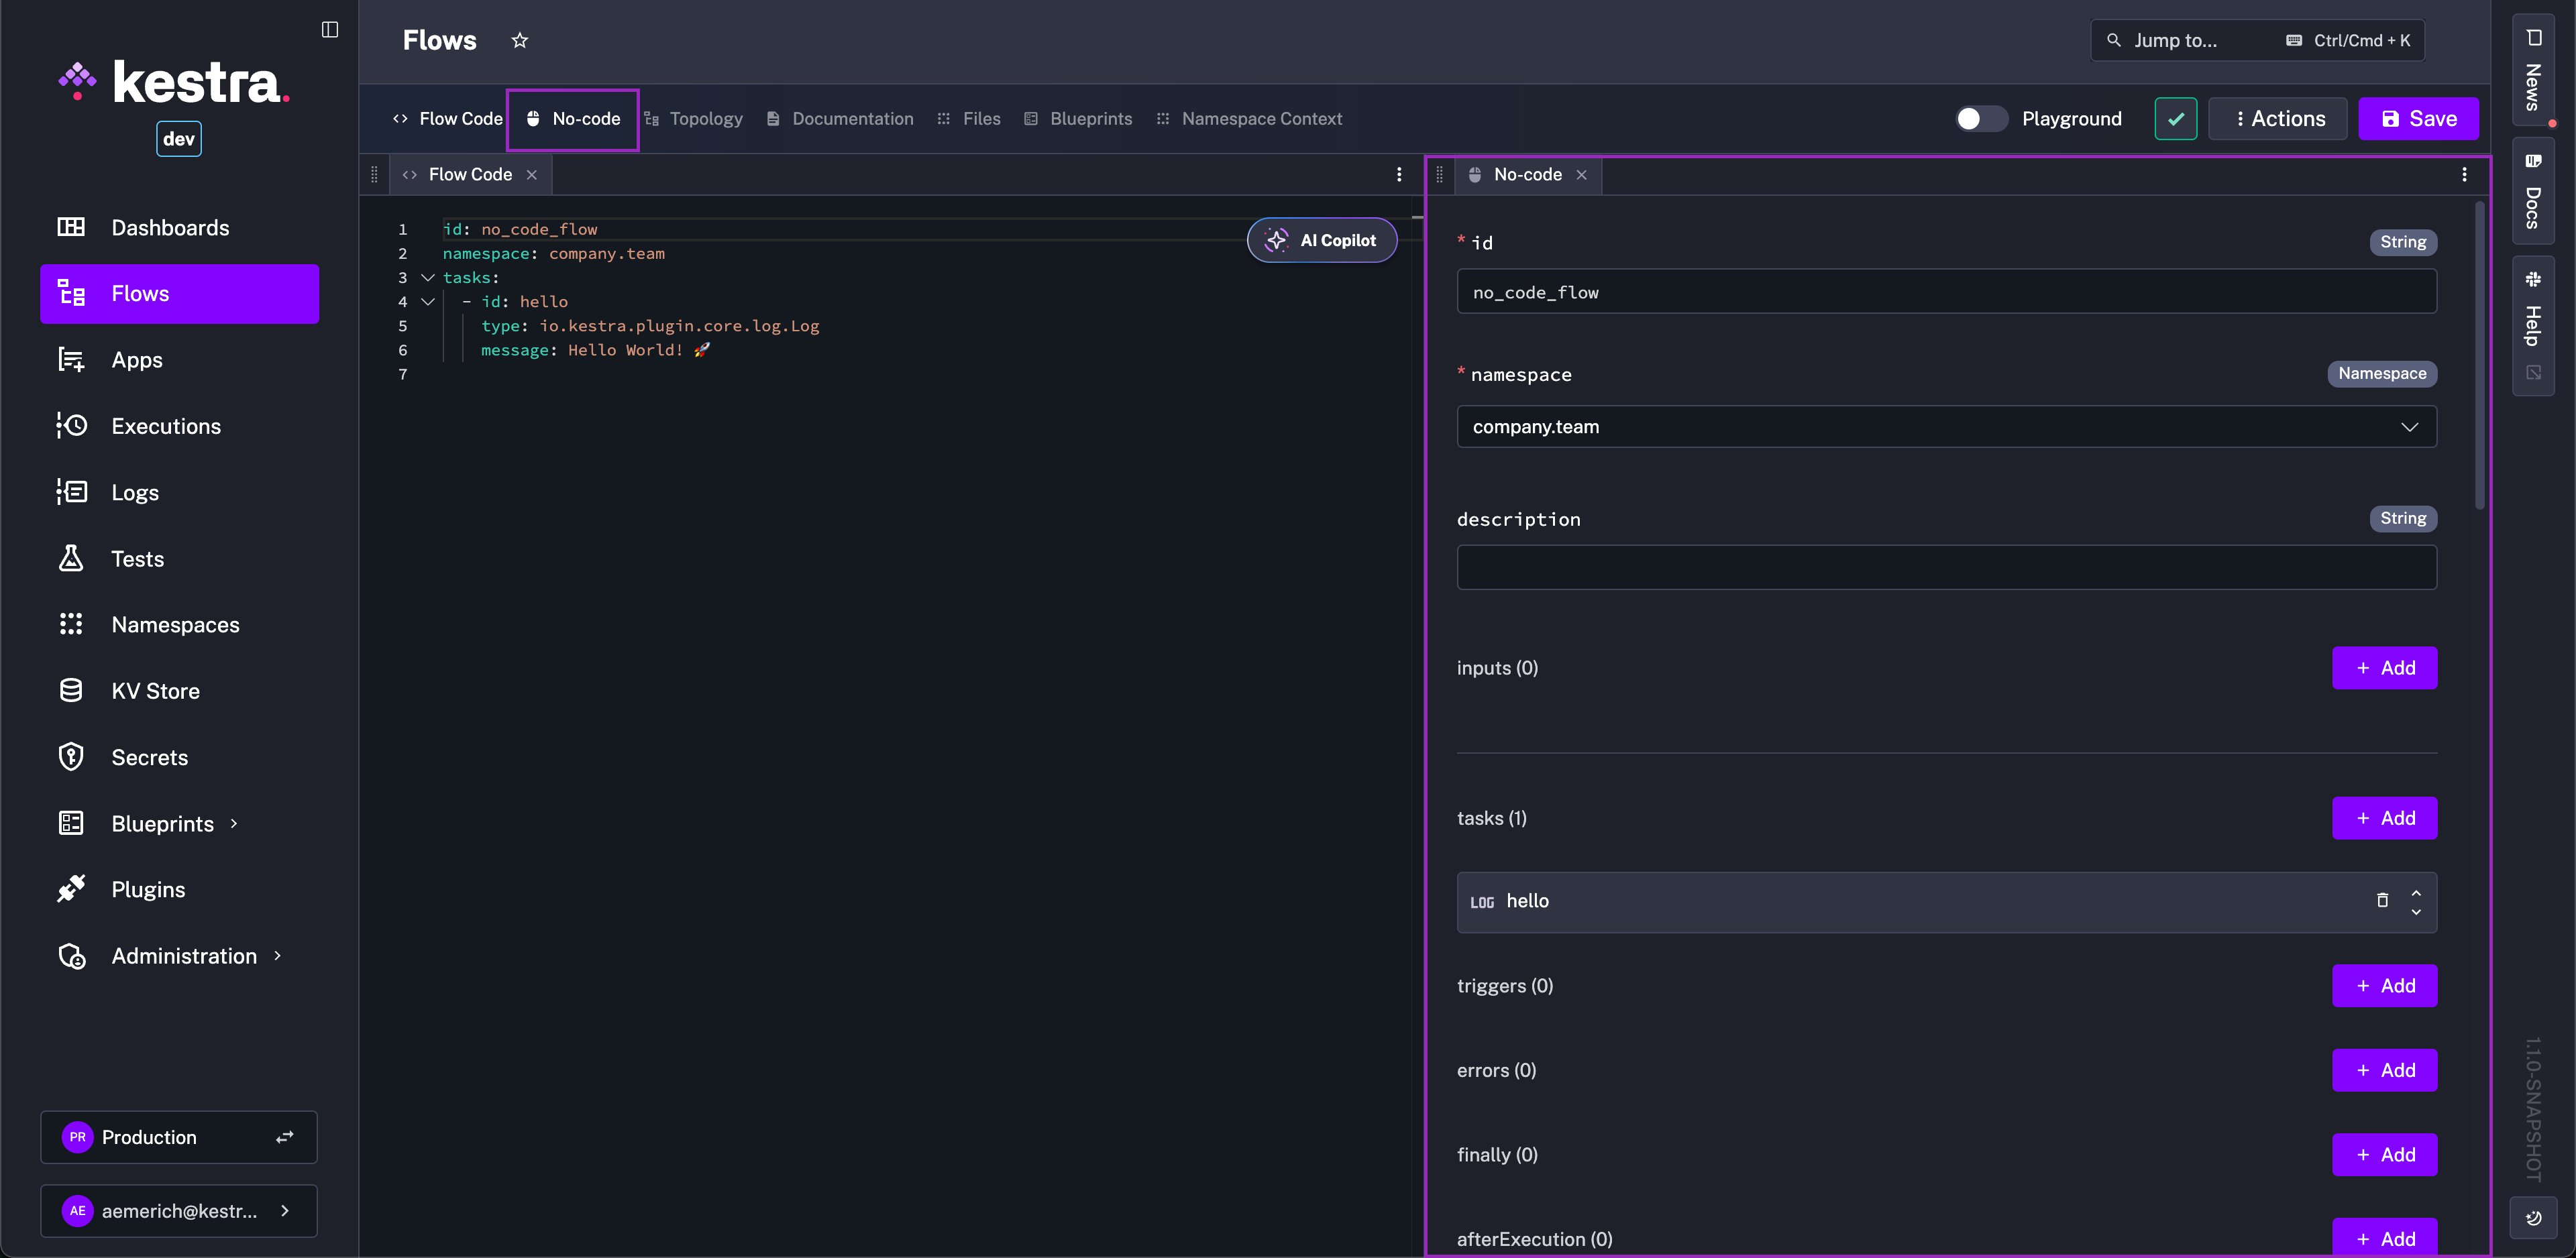 kestra.
dev
Dashboards
Flows
Apps
Executions
Logs
Tests
Namespaces
KV Store
Secrets
Blueprints
Plugins
Administration
PR Production
AE aemerich@kestr...
Flows
Jump to... Ctrl/Cmd + K
Flow Code No-code Topology Documentation Files Blueprints Namespace Context
Playground Actions Save
Flow Code
1 id: no_code_flow
2 namespace: company.team
3 tasks:
4 - id: hello
5 type: io.kestra.plugin.core.log.Log
6 message: Hello World! 🚀
7
AI Copilot
No-code
* id String
no_code_flow
* namespace Namespace
company.team
description String
inputs (0) + Add
tasks (1) + Add
LOG hello
triggers (0) + Add
errors (0) + Add
finally (0) + Add
afterExecution (0) + Add
News
Docs
Help
1.1.0-SNAPSHOT